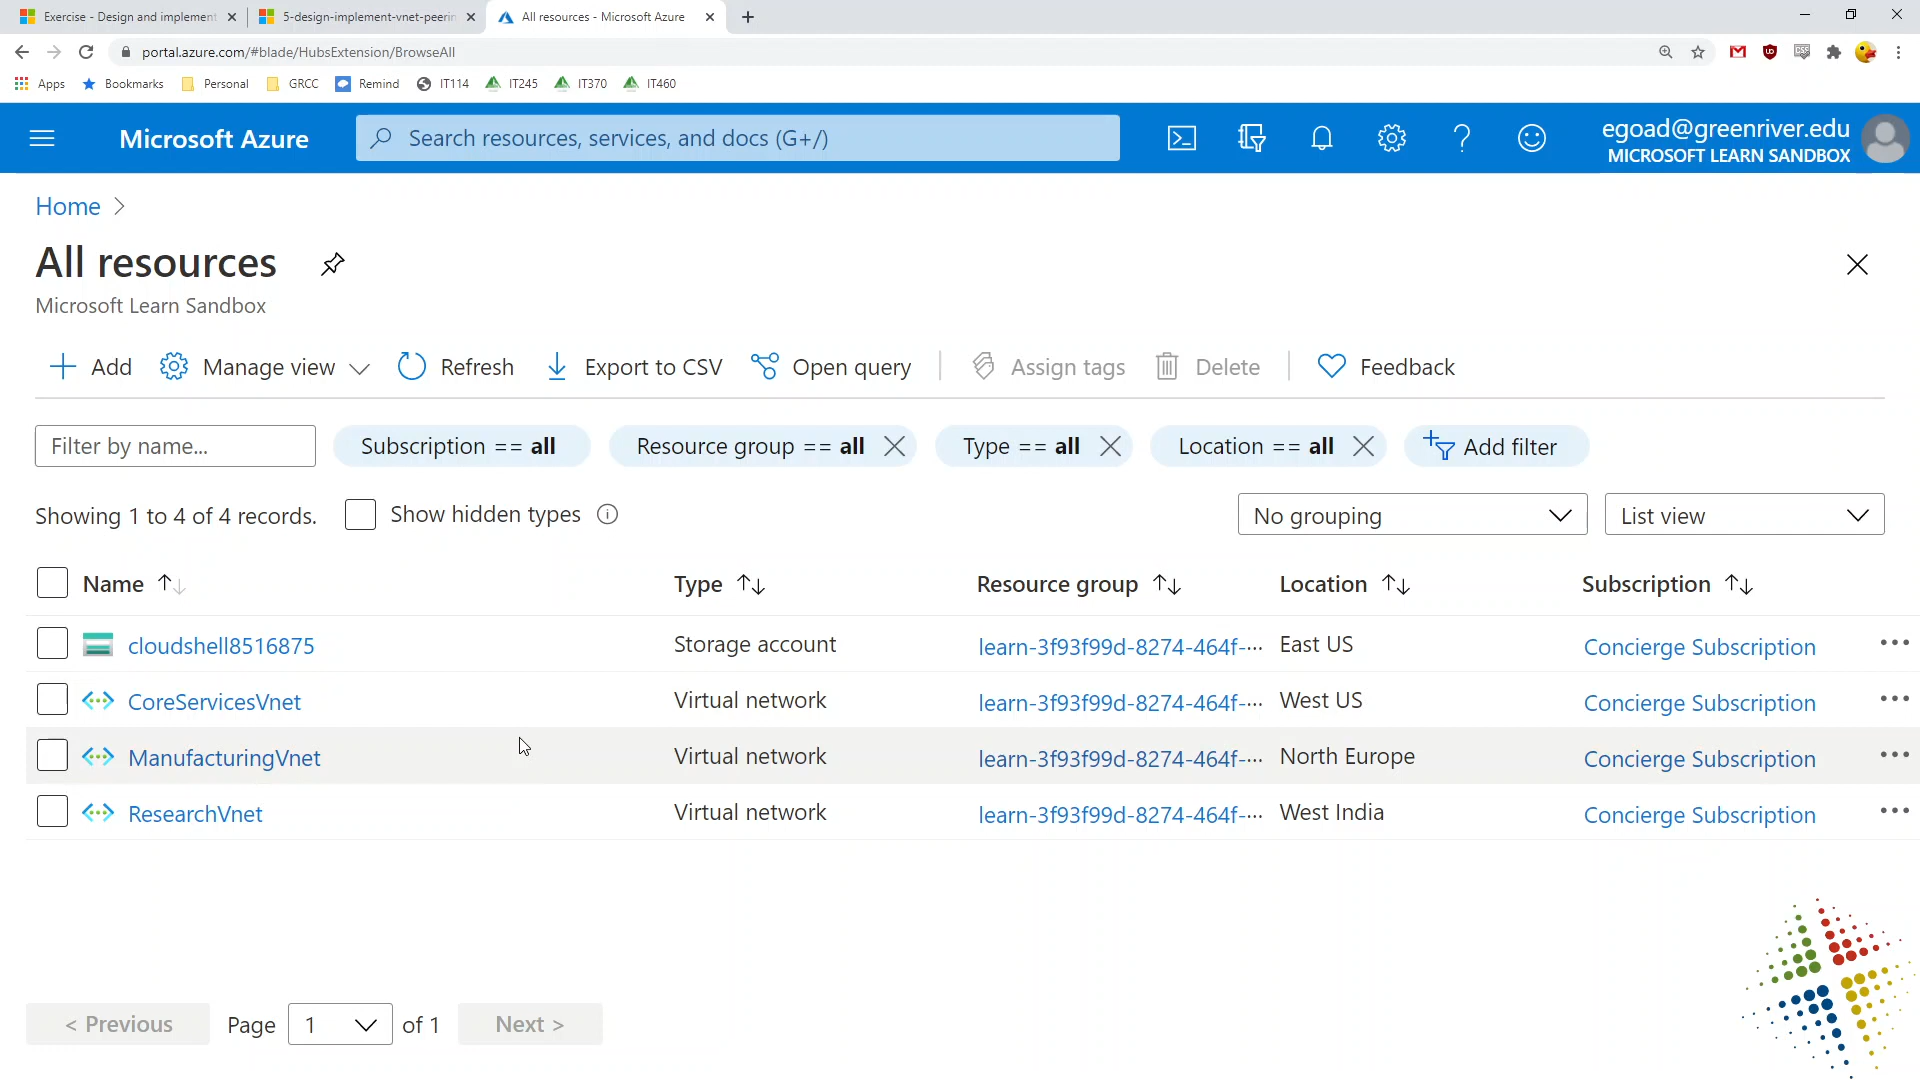 Exercise - Design and implement
5-design-implement-vnet-peerin
All resources - Microsoft Azure
portal.azure.com/#blade/HubsExtension/BrowseAll
Apps
Bookmarks
Personal
GRCC
Remind
IT114
IT245
IT370
IT460
Microsoft Azure
Search resources, services, and docs (G+/)
egoad@greenriver.edu
MICROSOFT LEARN SANDBOX
Home >
All resources
Microsoft Learn Sandbox
Add
Manage view
Refresh
Export to CSV
Open query
Assign tags
Delete
Feedback
Filter by name...
Subscription == all
Resource group == all
Type == all
Location == all
Add filter
Showing 1 to 4 of 4 records.
Show hidden types
No grouping
List view
Name Type Resource group Location Subscription
cloudshell8516875 Storage account learn-3f93f99d-8274-464f-··· East US Concierge Subscription
CoreServicesVnet Virtual network learn-3f93f99d-8274-464f-··· West US Concierge Subscription
ManufacturingVnet Virtual network learn-3f93f99d-8274-464f-··· North Europe Concierge Subscription
ResearchVnet Virtual network learn-3f93f99d-8274-464f-··· West India Concierge Subscription
< Previous Page 1 of 1 Next >